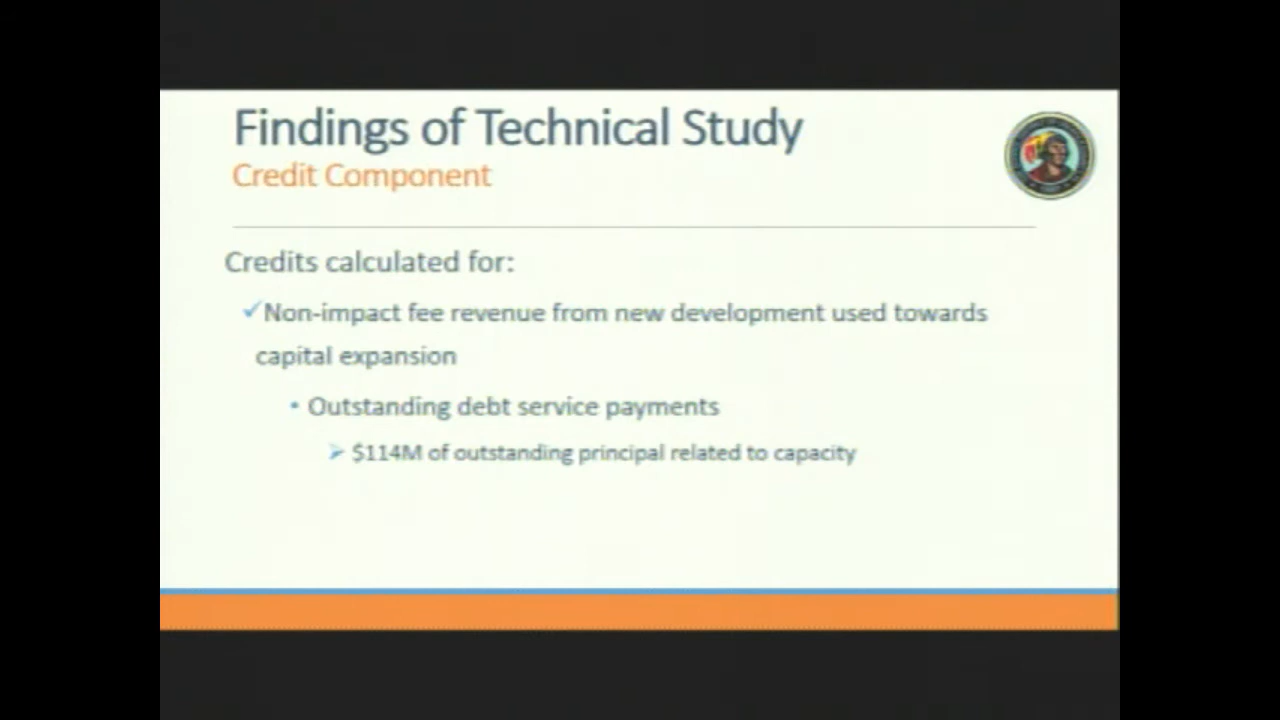 Findings of Technical Study
Credit Component
Credits calculated for:
✓Non-impact fee revenue from new development used towards
capital expansion
• Outstanding debt service payments
➢ $114M of outstanding principal related to capacity